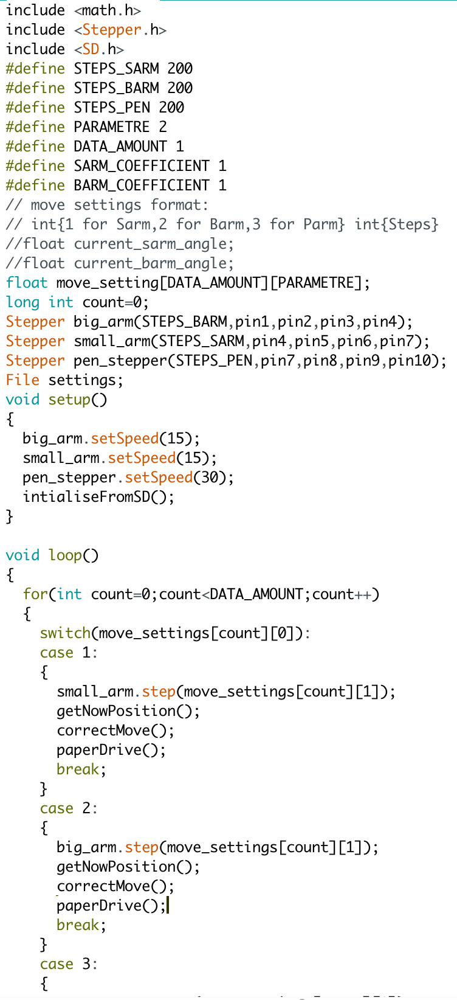 include <math.h>
include <Stepper.h>
include <SD.h>
#define STEPS_SARM 200
#define STEPS_BARM 200
#define STEPS_PEN 200
#define PARAMETRE 2
#define DATA_AMOUNT 1
#define SARM_COEFFICIENT 1
#define BARM_COEFFICIENT 1
// move settings format:
// int{1 for Sarm,2 for Barm,3 for Parm} int{Steps}
//float current_sarm_angle;
//float current_barm_angle;
float move_setting[DATA_AMOUNT][PARAMETRE];
long int count=0;
Stepper big_arm(STEPS_BARM,pin1,pin2,pin3,pin4);
Stepper small_arm(STEPS_SARM,pin4,pin5,pin6,pin7);
Stepper pen_stepper(STEPS_PEN,pin7,pin8,pin9,pin10);
File settings;
void setup()
{
  big_arm.setSpeed(15);
  small_arm.setSpeed(15);
  pen_stepper.setSpeed(30);
  intialiseFromSD();
}

void loop()
{
  for(int count=0;count<DATA_AMOUNT;count++)
  {
    switch(move_settings[count][0]):
    case 1:
    {
      small_arm.step(move_settings[count][1]);
      getNowPosition();
      correctMove();
      paperDrive();
      break;
    }
    case 2:
    {
      big_arm.step(move_settings[count][1]);
      getNowPosition();
      correctMove();
      paperDrive();
      break;
    }
    case 3:
    {